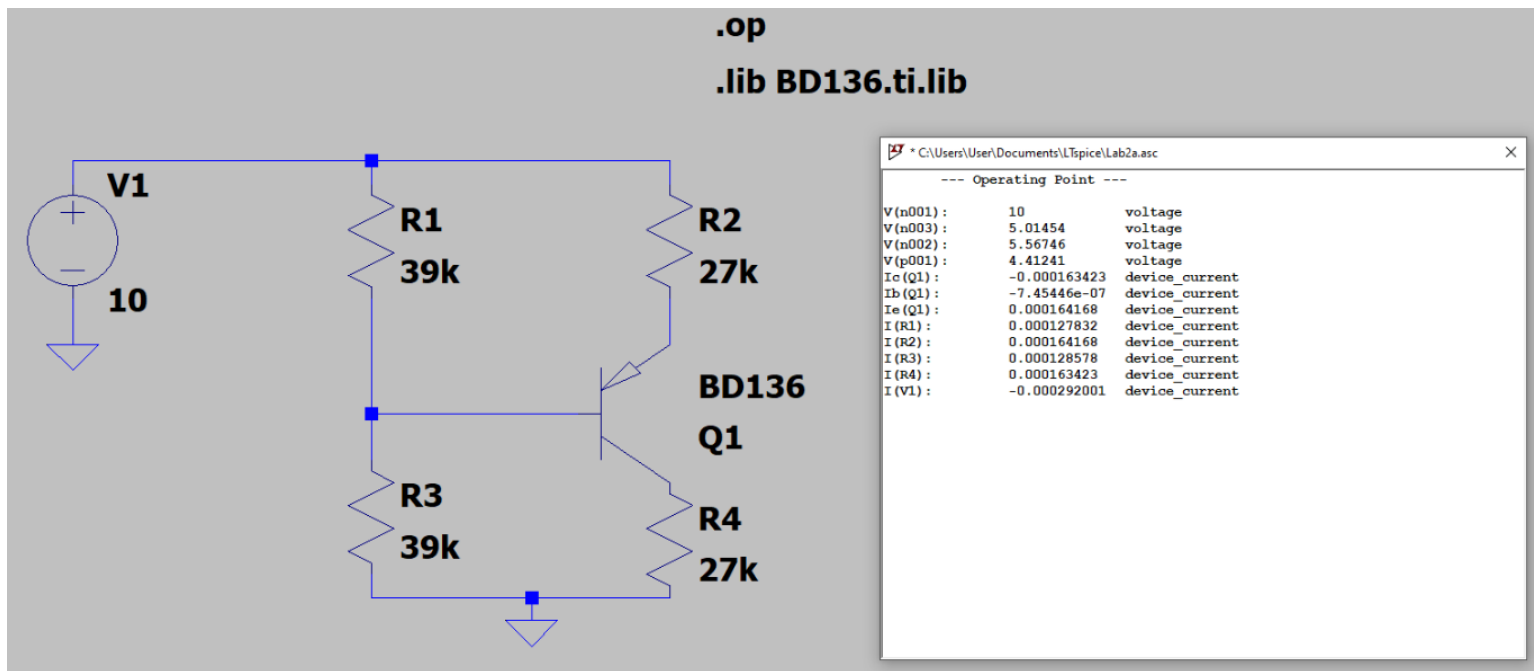 .op
.lib BD136.ti.lib
V1
10
R1
39k
R2
27k
BD136
Q1
R3
39k
R4
27k
* C:\Users\User\Documents\LTspice\Lab2a.asc
--- Operating Point ---
V(n001): 10 voltage
V(n003): 5.01454 voltage
V(n002): 5.56746 voltage
V(p001): 4.41241 voltage
Ic(Q1): -0.000163423 device_current
Ib(Q1): -7.45446e-07 device_current
Ie(Q1): 0.000164168 device_current
I(R1): 0.000127832 device_current
I(R2): 0.000164168 device_current
I(R3): 0.000128578 device_current
I(R4): 0.000163423 device_current
I(V1): -0.000292001 device_current